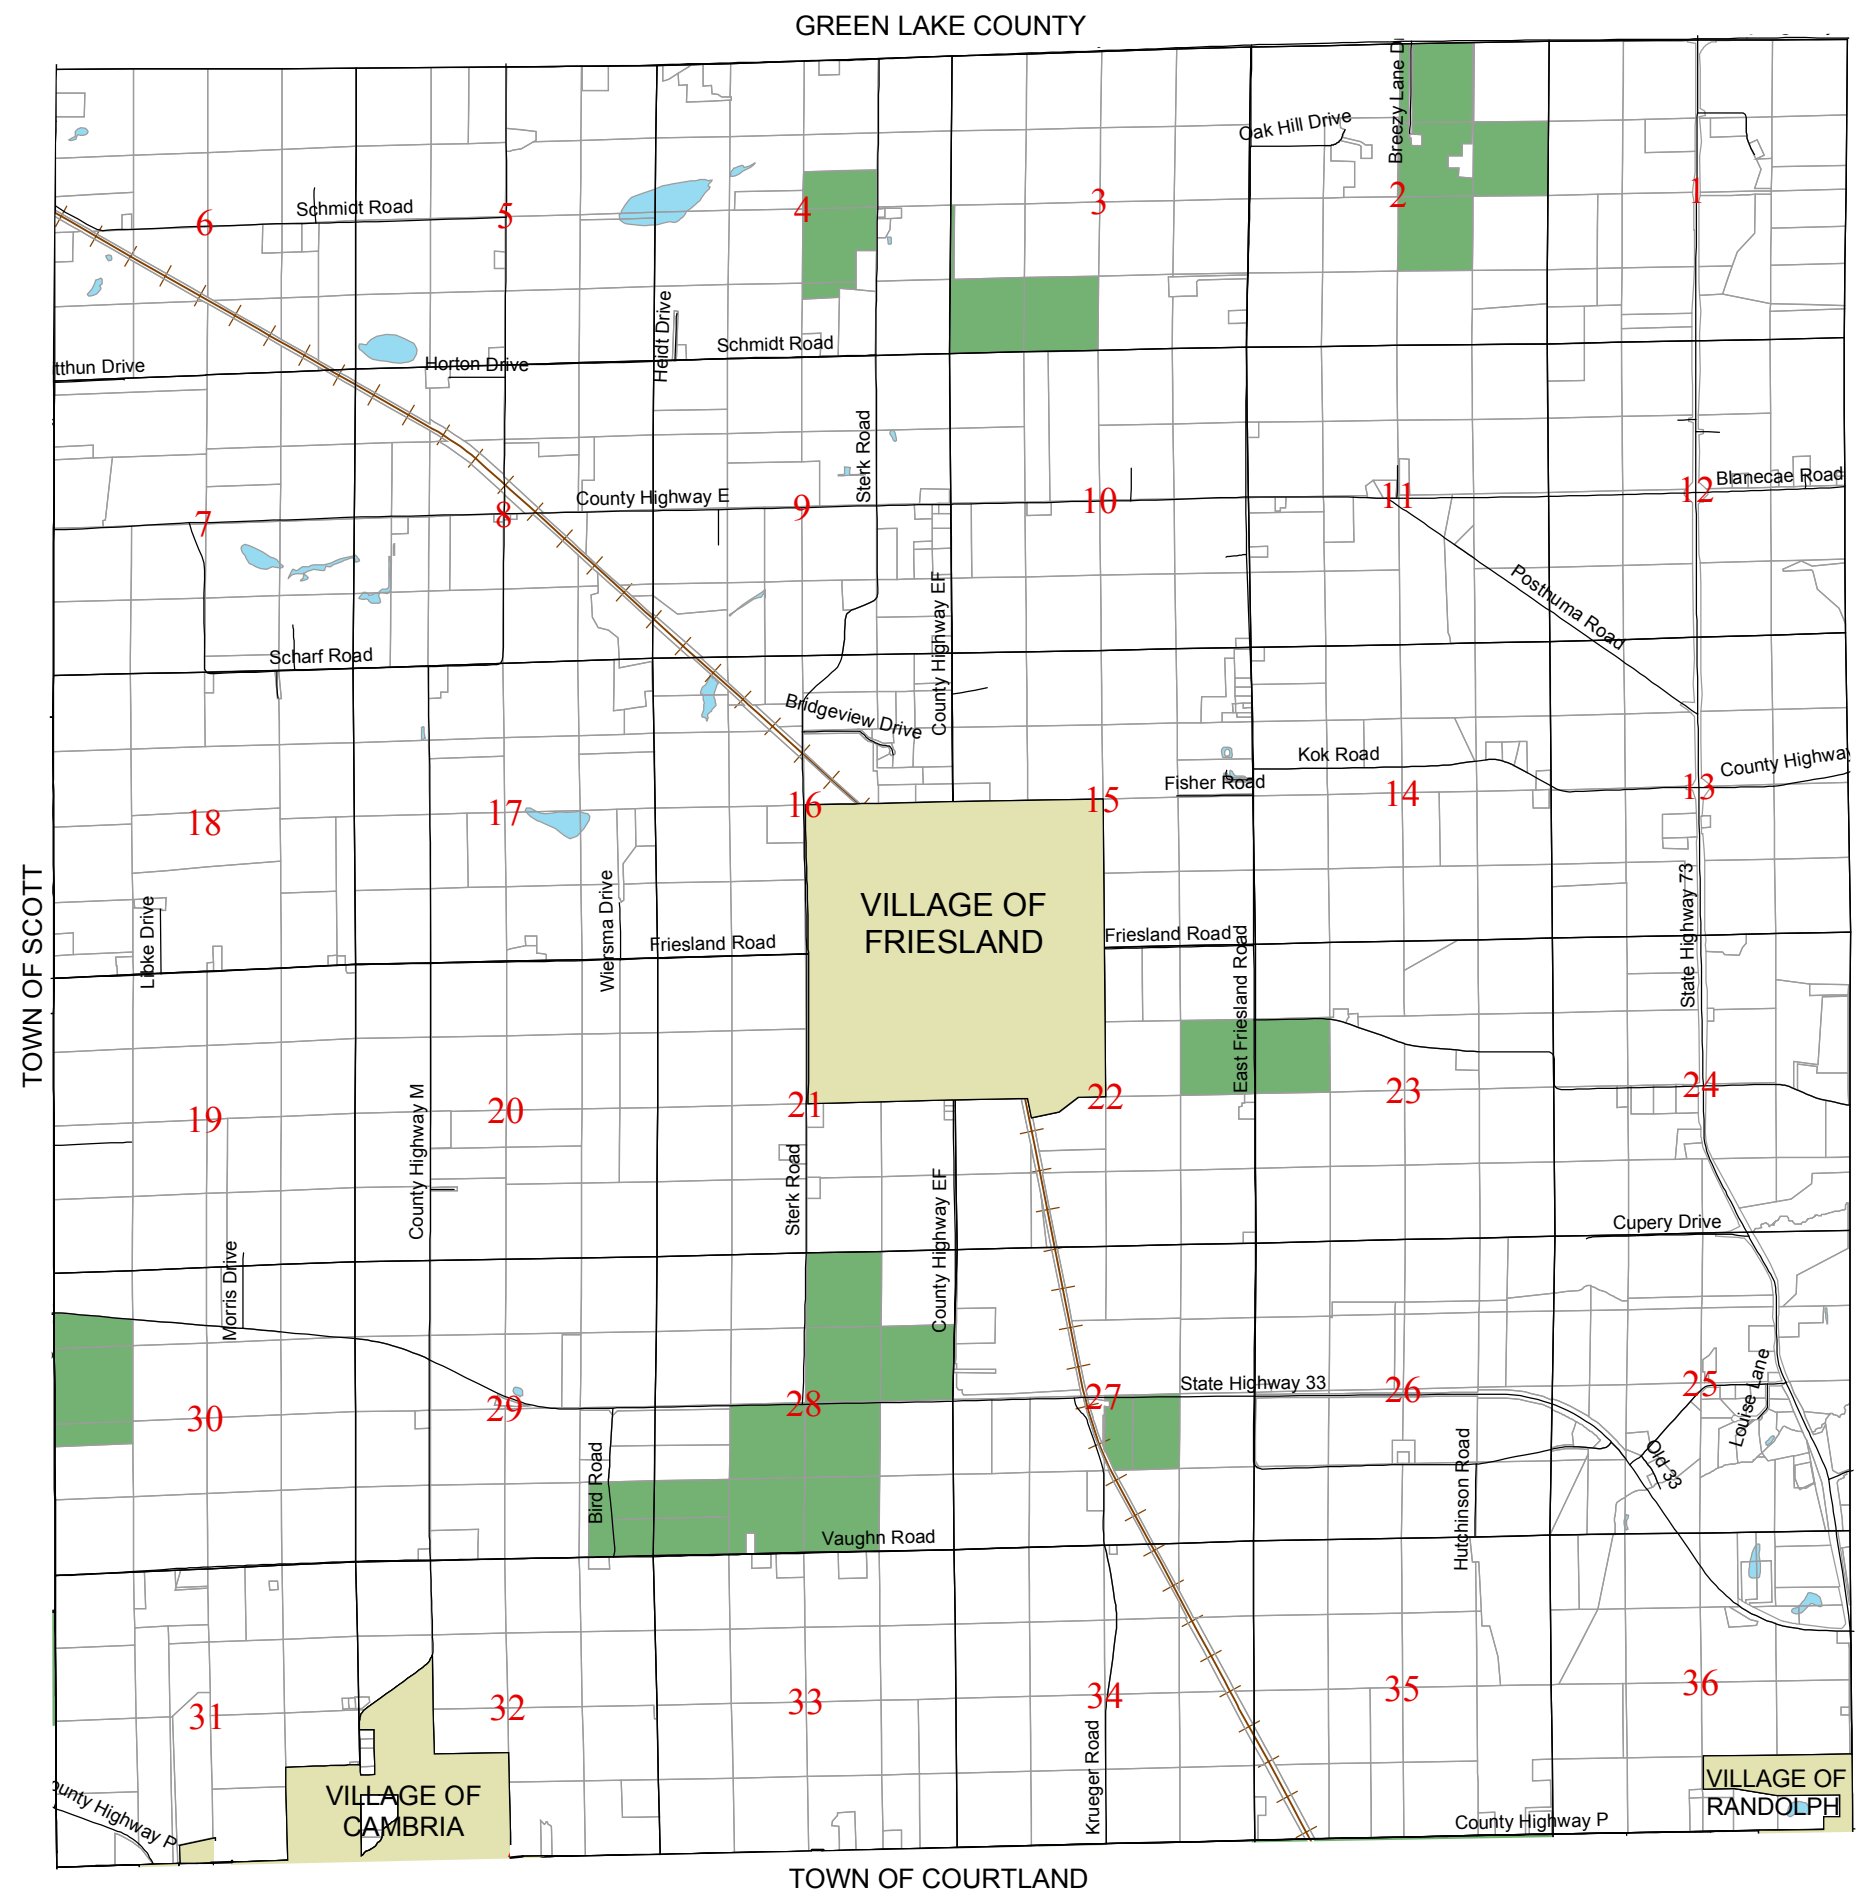 GREEN LAKE COUNTY
Oak Hill Drive
Breezy Lane
Schmidt Road
6
5
4
3
2
1
Heidt Drive
Schmidt Road
tthun Drive
Horton Drive
Sterk Road
County Highway E
Blanecae Road
7
8
9
10
11
12
County Highway EF
Posthuma Road
Scharf Road
Bridgeview Drive
Kok Road
Fisher Road
County Highway
18
17
16
15
14
13
TOWN OF SCOTT
Libke Drive
Wiersma Drive
Friesland Road
VILLAGE OF
FRIESLAND
Friesland Road
East Friesland Road
State Highway 73
19
20
21
22
23
24
County Highway M
Sterk Road
County Highway EF
Cupery Drive
Morris Drive
State Highway 33
Louise Lane
30
29
28
27
26
25
Bird Road
Hutchinson Road
Old 33
Vaughn Road
31
32
33
34
35
36
Krueger Road
ounty Highway P
VILLAGE OF
CAMBRIA
VILLAGE OF
RANDOLPH
County Highway P
TOWN OF COURTLAND